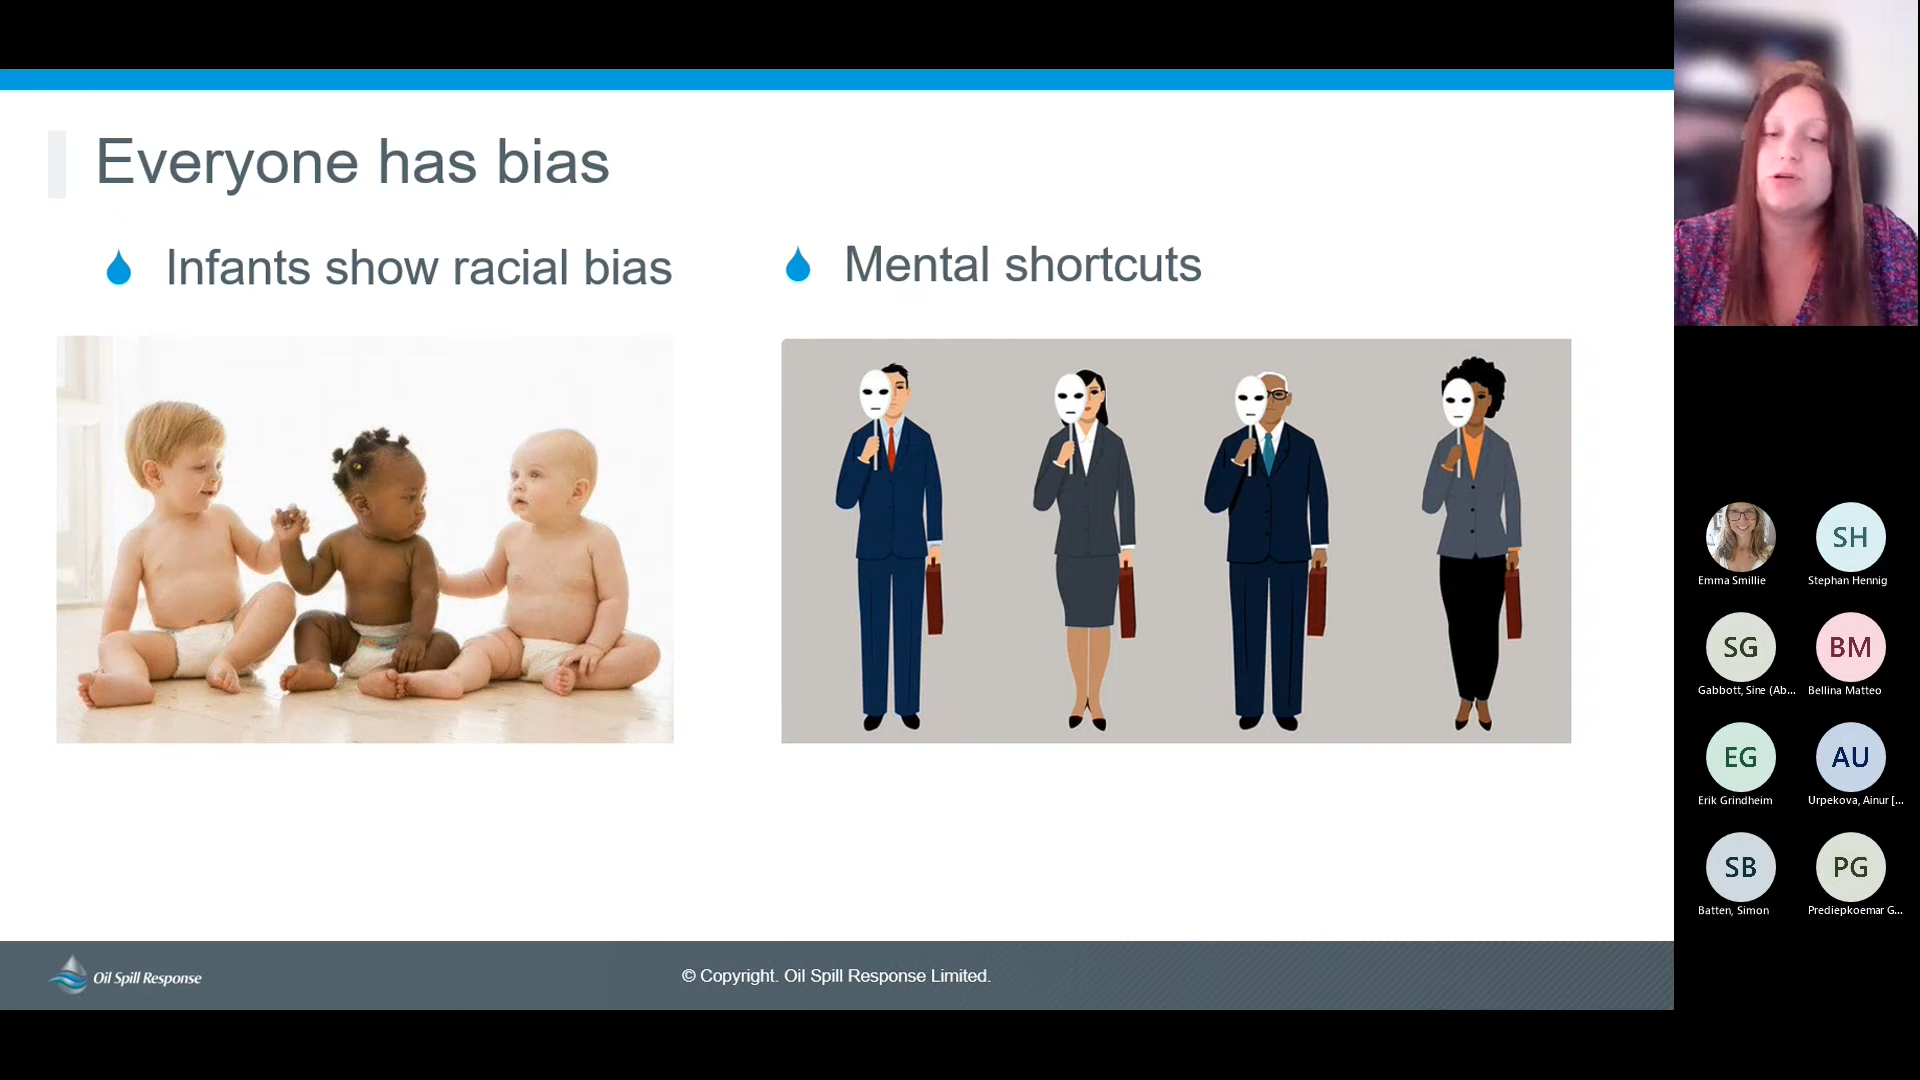 Everyone has bias
Infants show racial bias
Mental shortcuts
Oil Spill Response
© Copyright. Oil Spill Response Limited.
SH
Emma Smillie
Stephan Hennig
SG
BM
Gabbott, Sine (Ab...
Bellina Matteo
EG
AU
Erik Grindheim
Urpekova, Ainur [...
SB
PG
Batten, Simon
Prediepkoemar G...